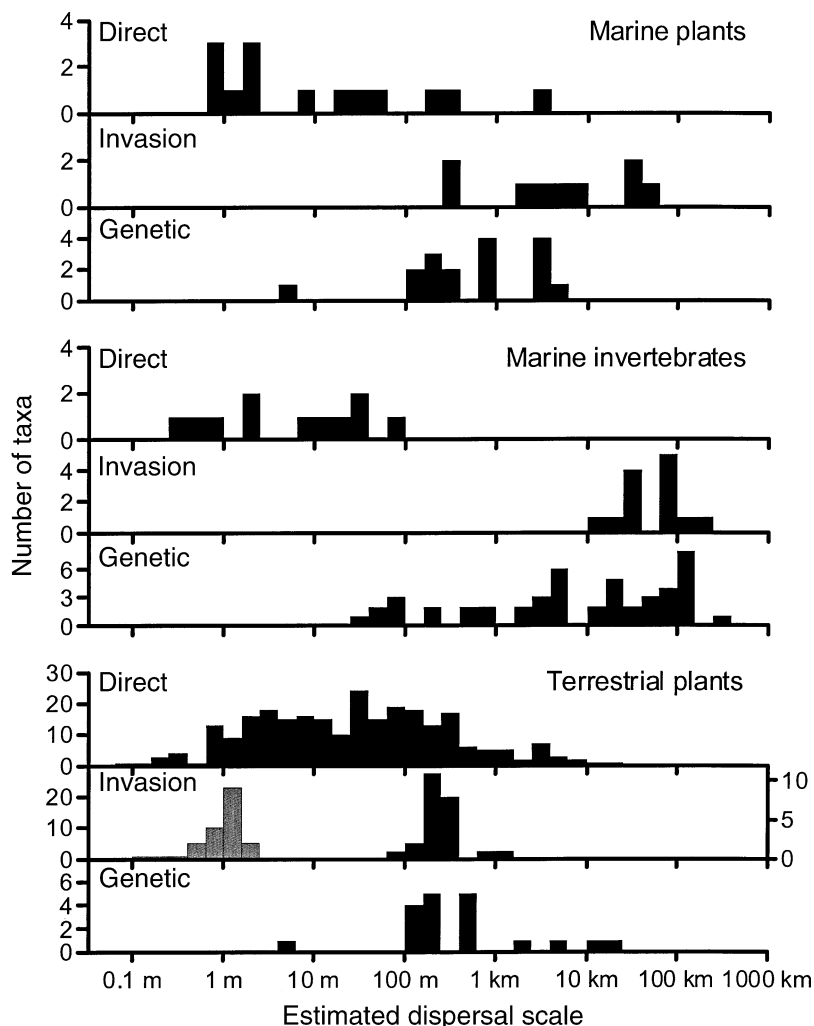 4
Direct
Marine plants
2
0
Invasion
2
0
Genetic
4
2
0
4
Direct
Marine invertebrates
2
0
Invasion
4
2
0
Genetic
6
3
0
Number of taxa
30
Direct
Terrestrial plants
20
10
0
Invasion
10
20
5
10
0
0
Genetic
6
4
2
0
0.1 m 1 m 10 m 100 m 1 km 10 km 100 km 1000 km
Estimated dispersal scale